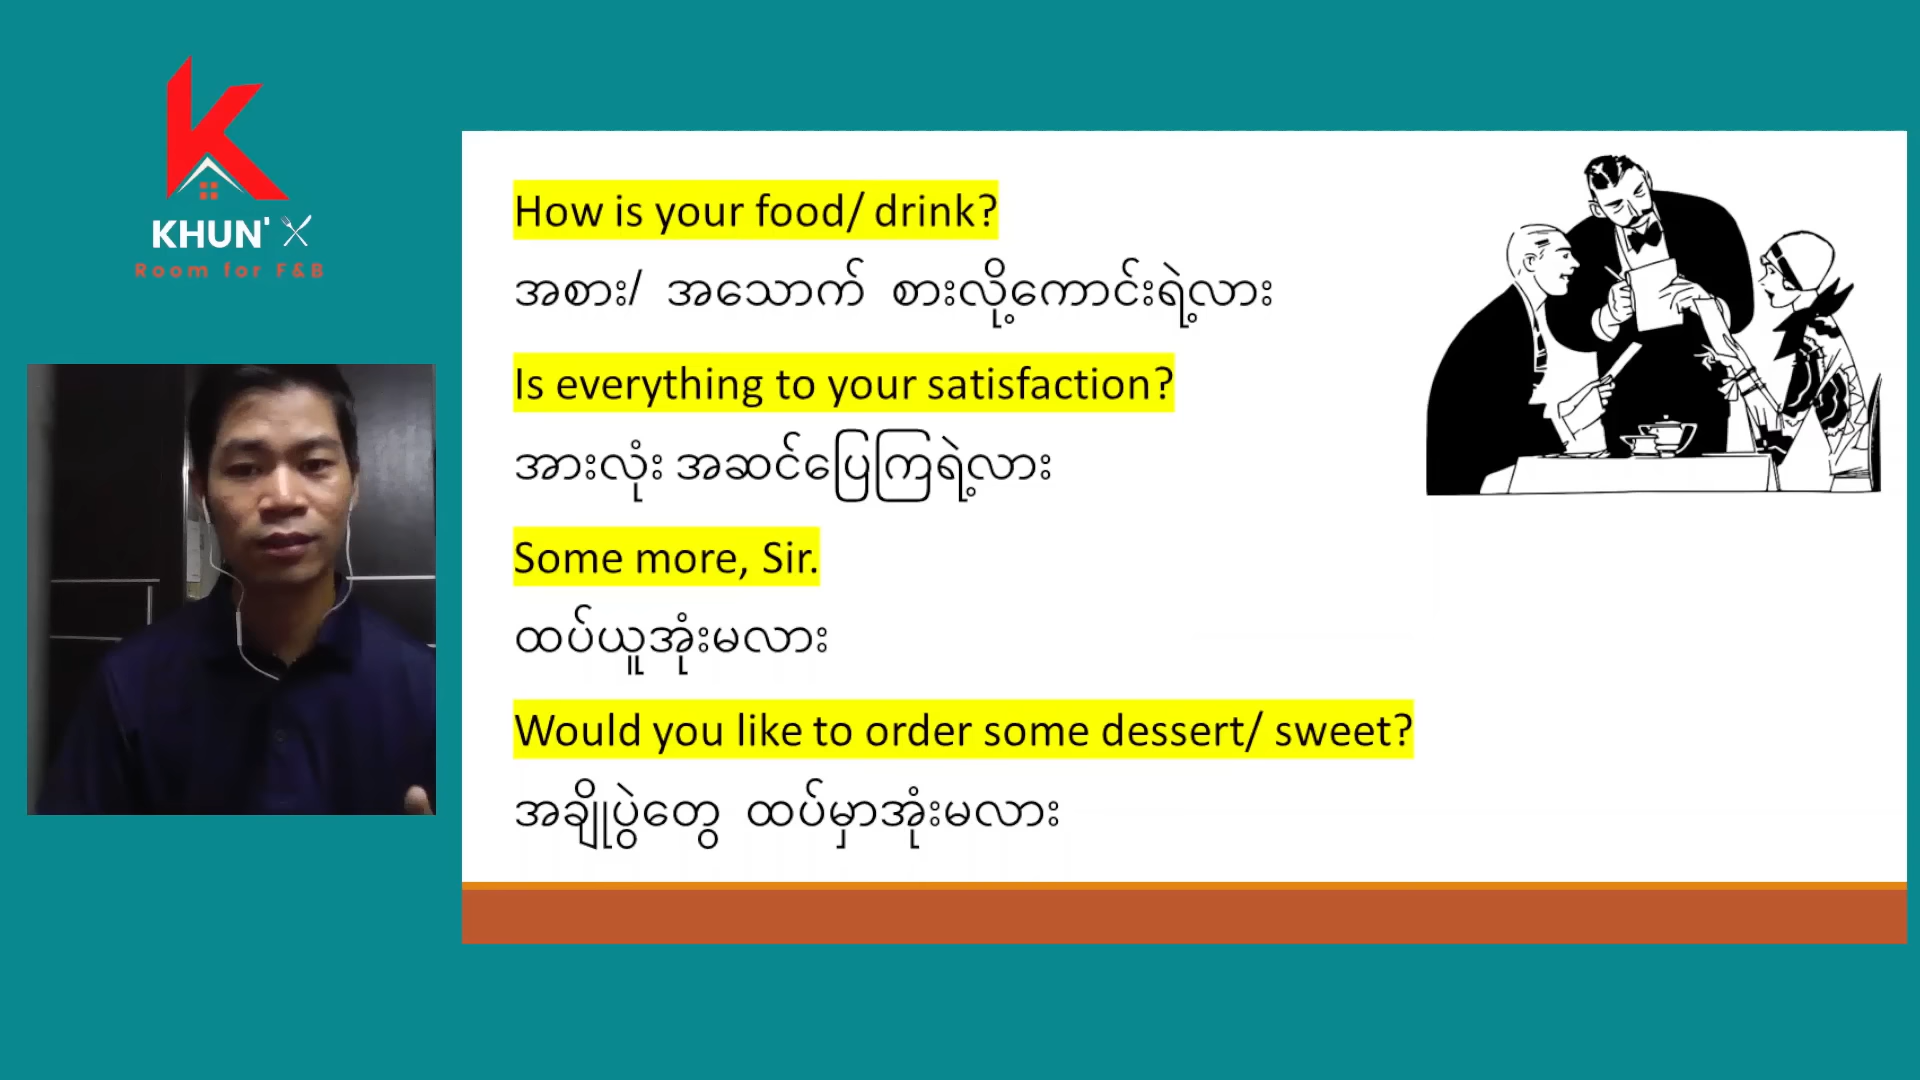 KHUN'
Room for F&B
How is your food/ drink?
အစား/ အသောက် စားလို့ကောင်းရဲ့လား
Is everything to your satisfaction?
အားလုံး အဆင်ပြေကြရဲ့လား
Some more, Sir.
ထပ်ယူအုံးမလား
Would you like to order some dessert/ sweet?
အချိုပွဲတွေ ထပ်မှာအုံးမလား